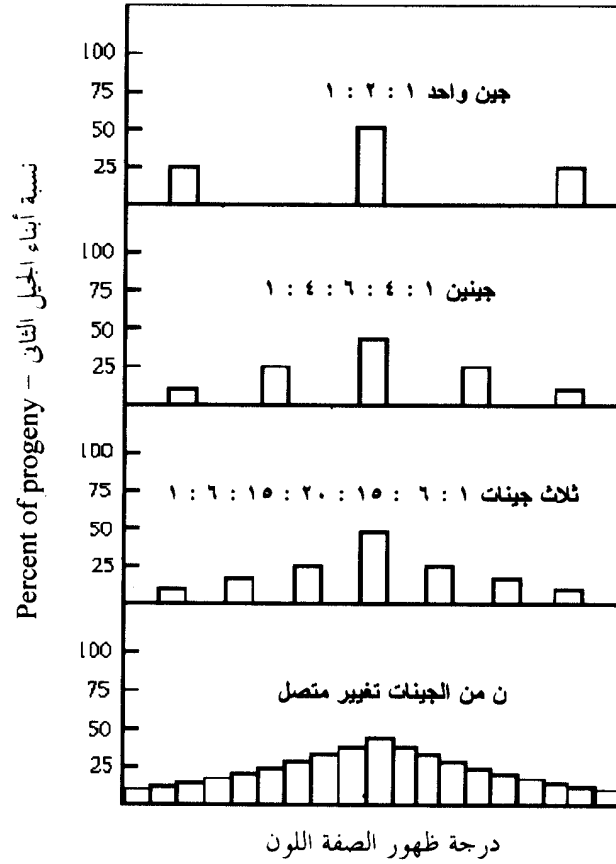 نسبة أبناء الجيل الثانى – Percent of progeny
100
75
50
25
جين واحد ١ : ٢ : ١
100
75
50
25
جينين ١ : ٤ : ٦ : ٤ : ١
100
75
50
25
ثلاث جينات ١ : ٦ : ١٥ : ٢٠ : ١٥ : ٦ : ١
100
75
50
25
ن من الجينات تغيير متصل
درجة ظهور الصفة اللون